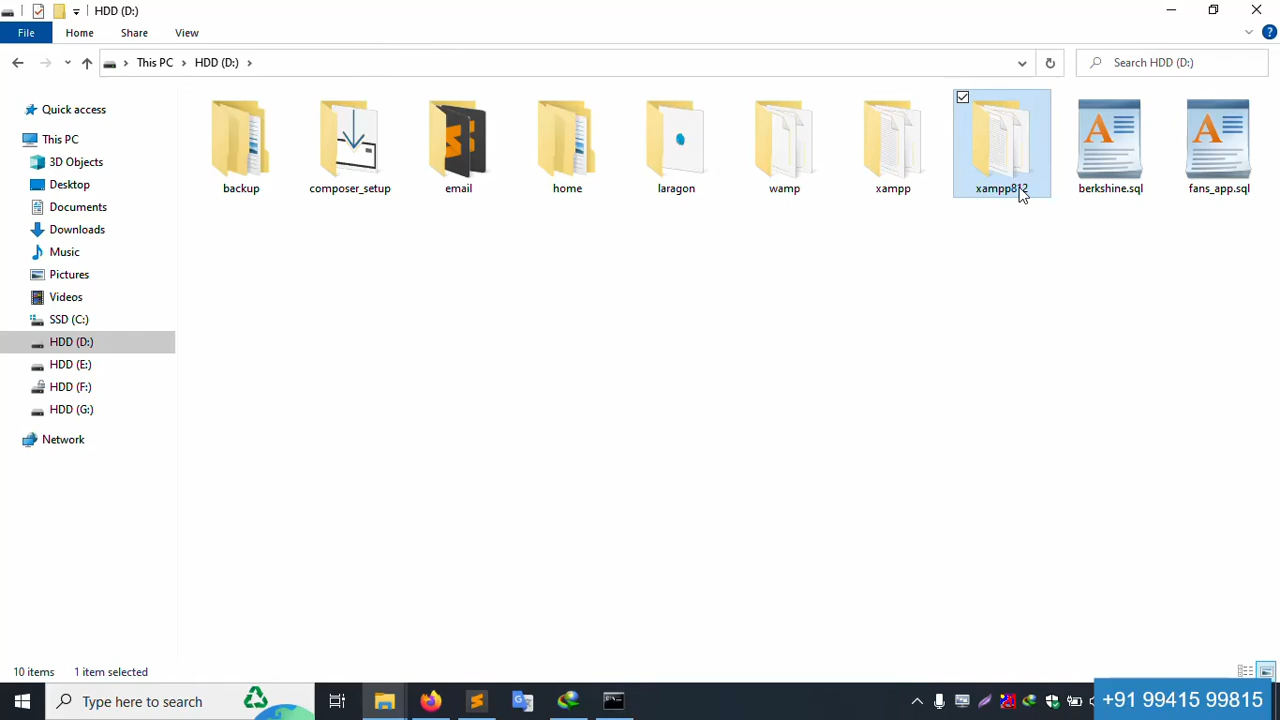 HDD (D:)
File
Home
Share
View
This PC
HDD (D:)
Search HDD (D:)
Quick access
This PC
3D Objects
Desktop
Documents
Downloads
Music
Pictures
Videos
SSD (C:)
HDD (D:)
HDD (E:)
HDD (F:)
HDD (G:)
Network
backup
composer_setup
email
home
laragon
wamp
xampp
xampp812
berkshine.sql
fans_app.sql
10 items
1 item selected
Type here to search
+91 99415 99815